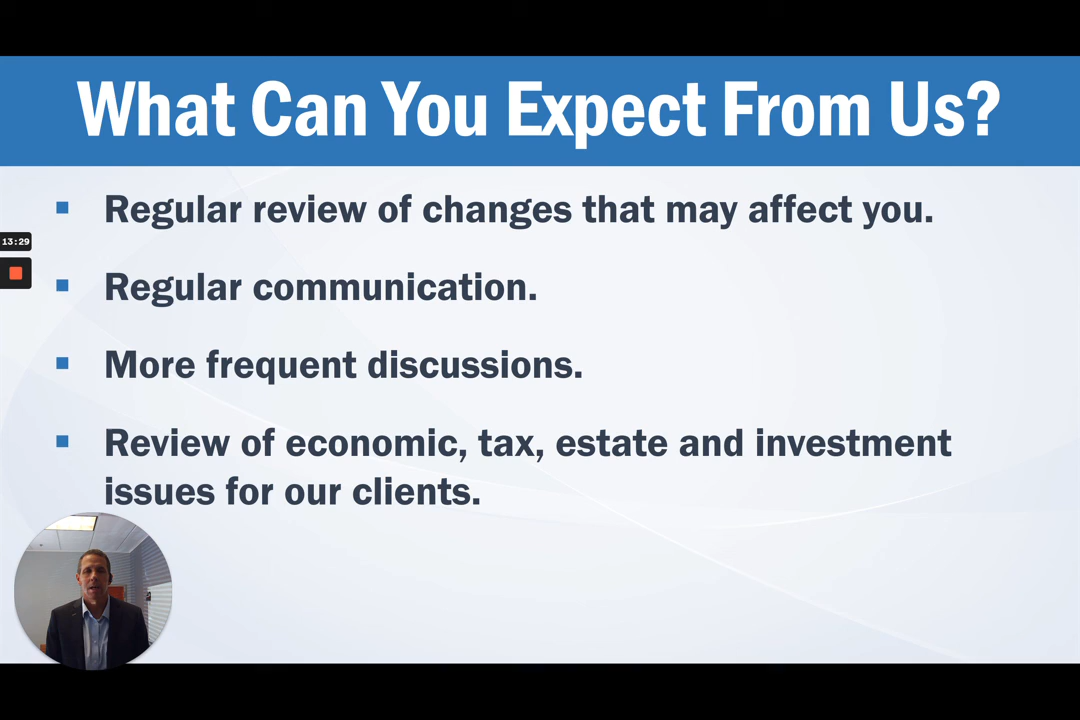 What Can You Expect From Us?
Regular review of changes that may affect you.
13:29
Regular communication.
More frequent discussions.
Review of economic, tax, estate and investment
issues for our clients.